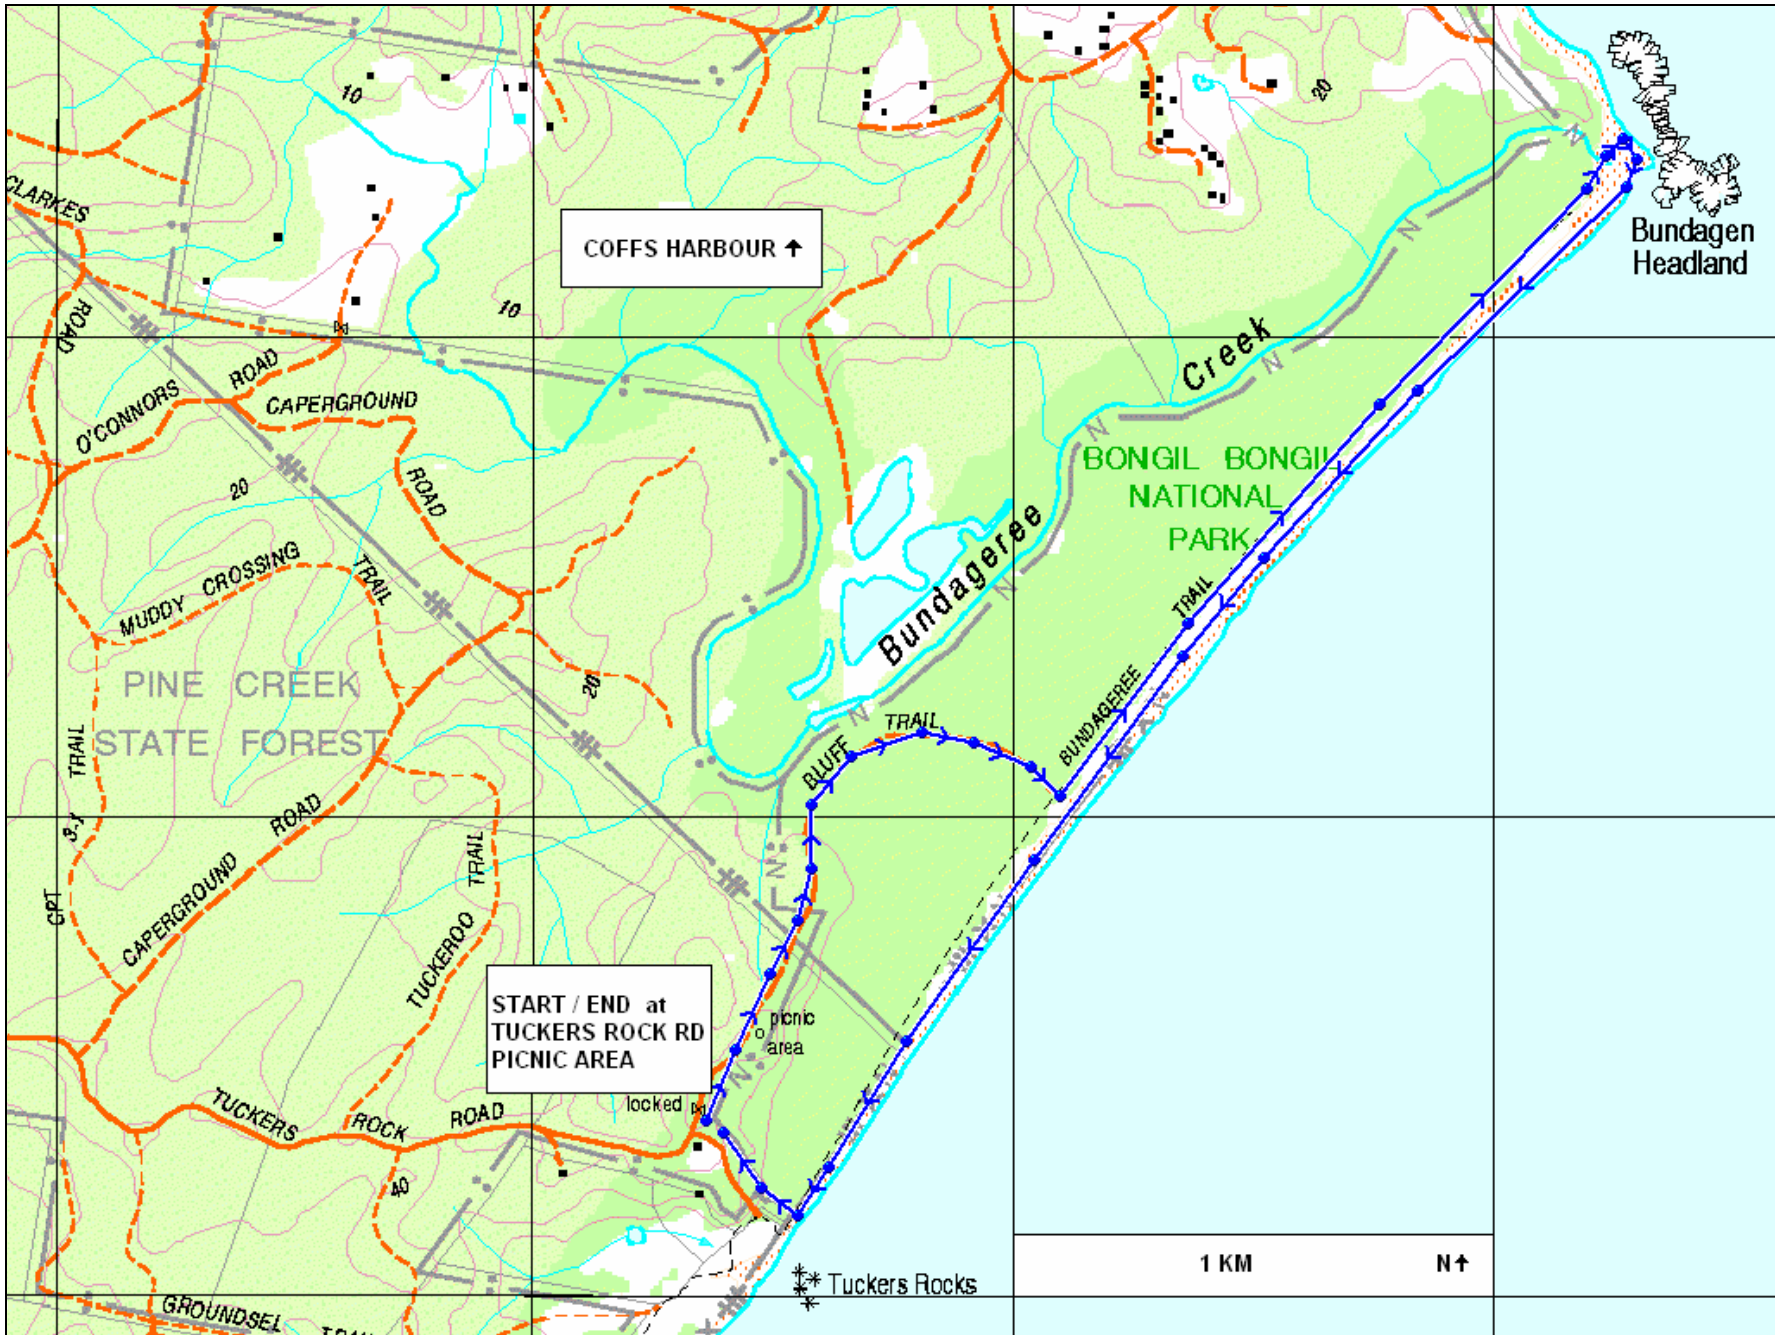 10
20
CLARKES
ROAD
COFFS HARBOUR ↑
Bundagen
Headland
10
O'CONNORS ROAD
CAPERGROUND
ROAD
20
Bundageree Creek
BONGIL BONGIL
NATIONAL
PARK
N
N
N
N
N
MUDDY CROSSING
TRAIL
PINE CREEK
STATE FOREST
20
BUNDAGEREE TRAIL
N
BLUFF TRAIL
TRAIL
3-1
GPT
CAPERGROUND ROAD
TUCKEROO TRAIL
N
START / END at
TUCKERS ROCK RD
PICNIC AREA
picnic
area
N
locked
TUCKERS ROCK ROAD
40
1 KM N↑
Tuckers Rocks
GROUNDSEL